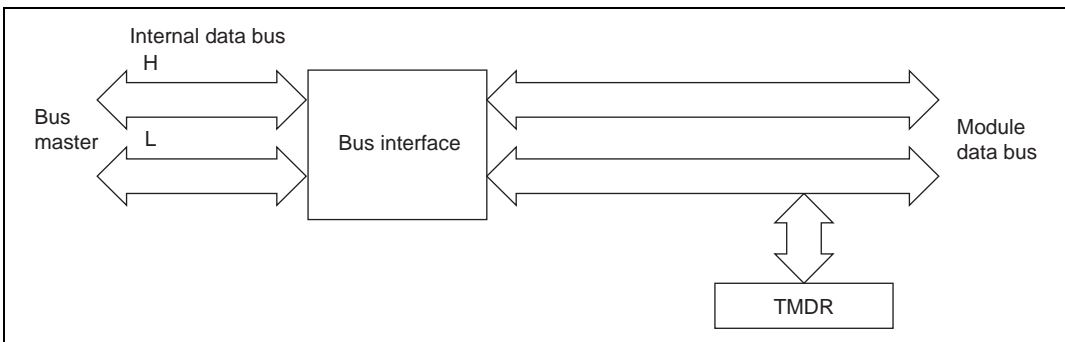 Internal data bus
H
Bus
master
L
Bus interface
Module
data bus
TMDR